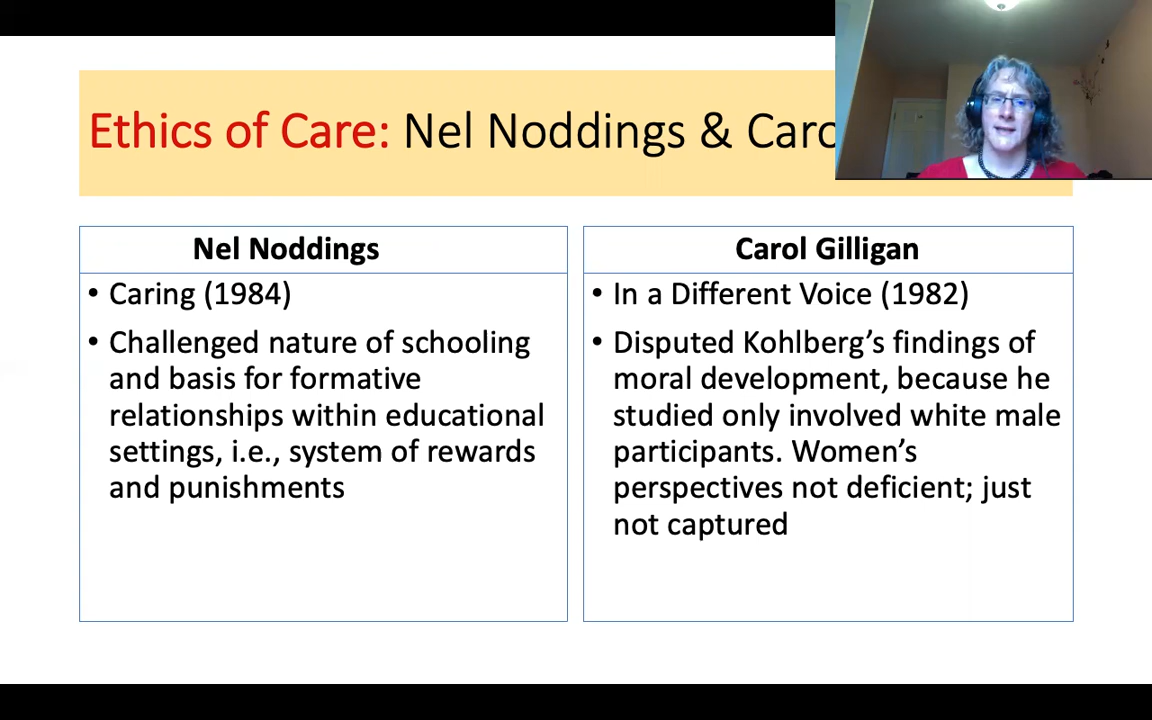 Ethics of Care: Nel Noddings & Caro
Nel Noddings
• Caring (1984)
• Challenged nature of schooling
and basis for formative
relationships within educational
settings, i.e., system of rewards
and punishments
Carol Gilligan
• In a Different Voice (1982)
• Disputed Kohlberg’s findings of
moral development, because he
studied only involved white male
participants. Women’s
perspectives not deficient; just
not captured